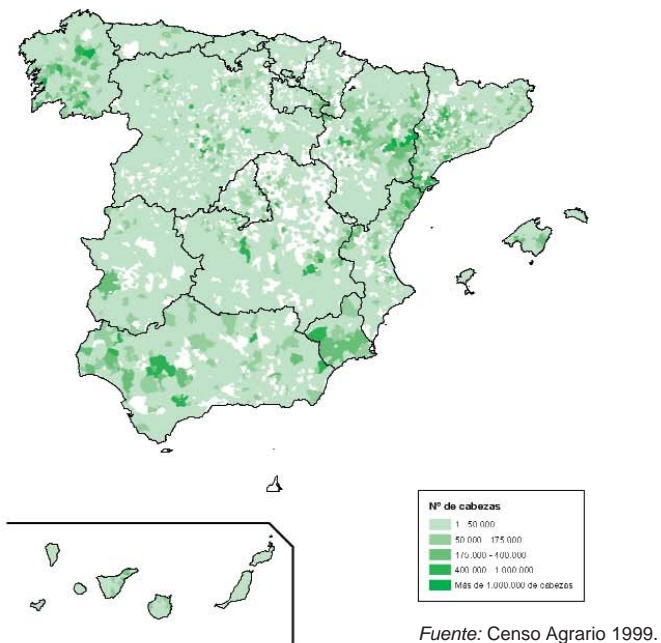 Nº de cabezas
1 - 50.000
50.000 - 175.000
175.000 - 400.000
400.000 - 1.000.000
Más de 1.000.000 de cabezas
Fuente: Censo Agrario 1999.